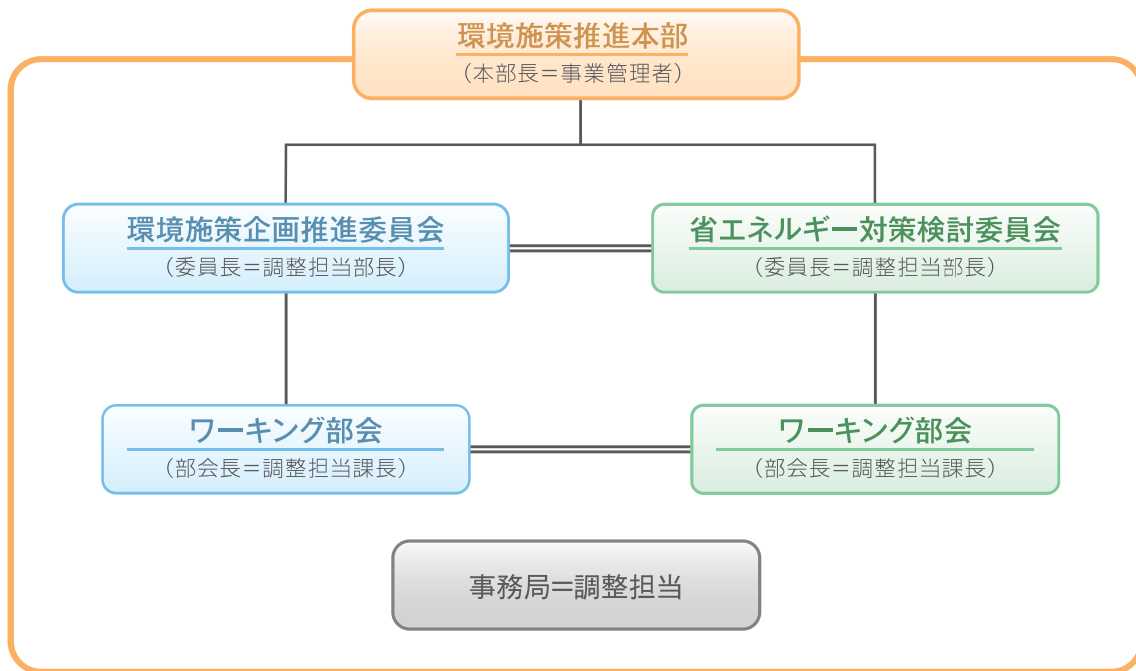 環境施策推進本部
（本部長＝事業管理者）
環境施策企画推進委員会
（委員長＝調整担当部長）
省エネルギー対策検討委員会
（委員長＝調整担当部長）
ワーキング部会
（部会長＝調整担当課長）
ワーキング部会
（部会長＝調整担当課長）
事務局＝調整担当